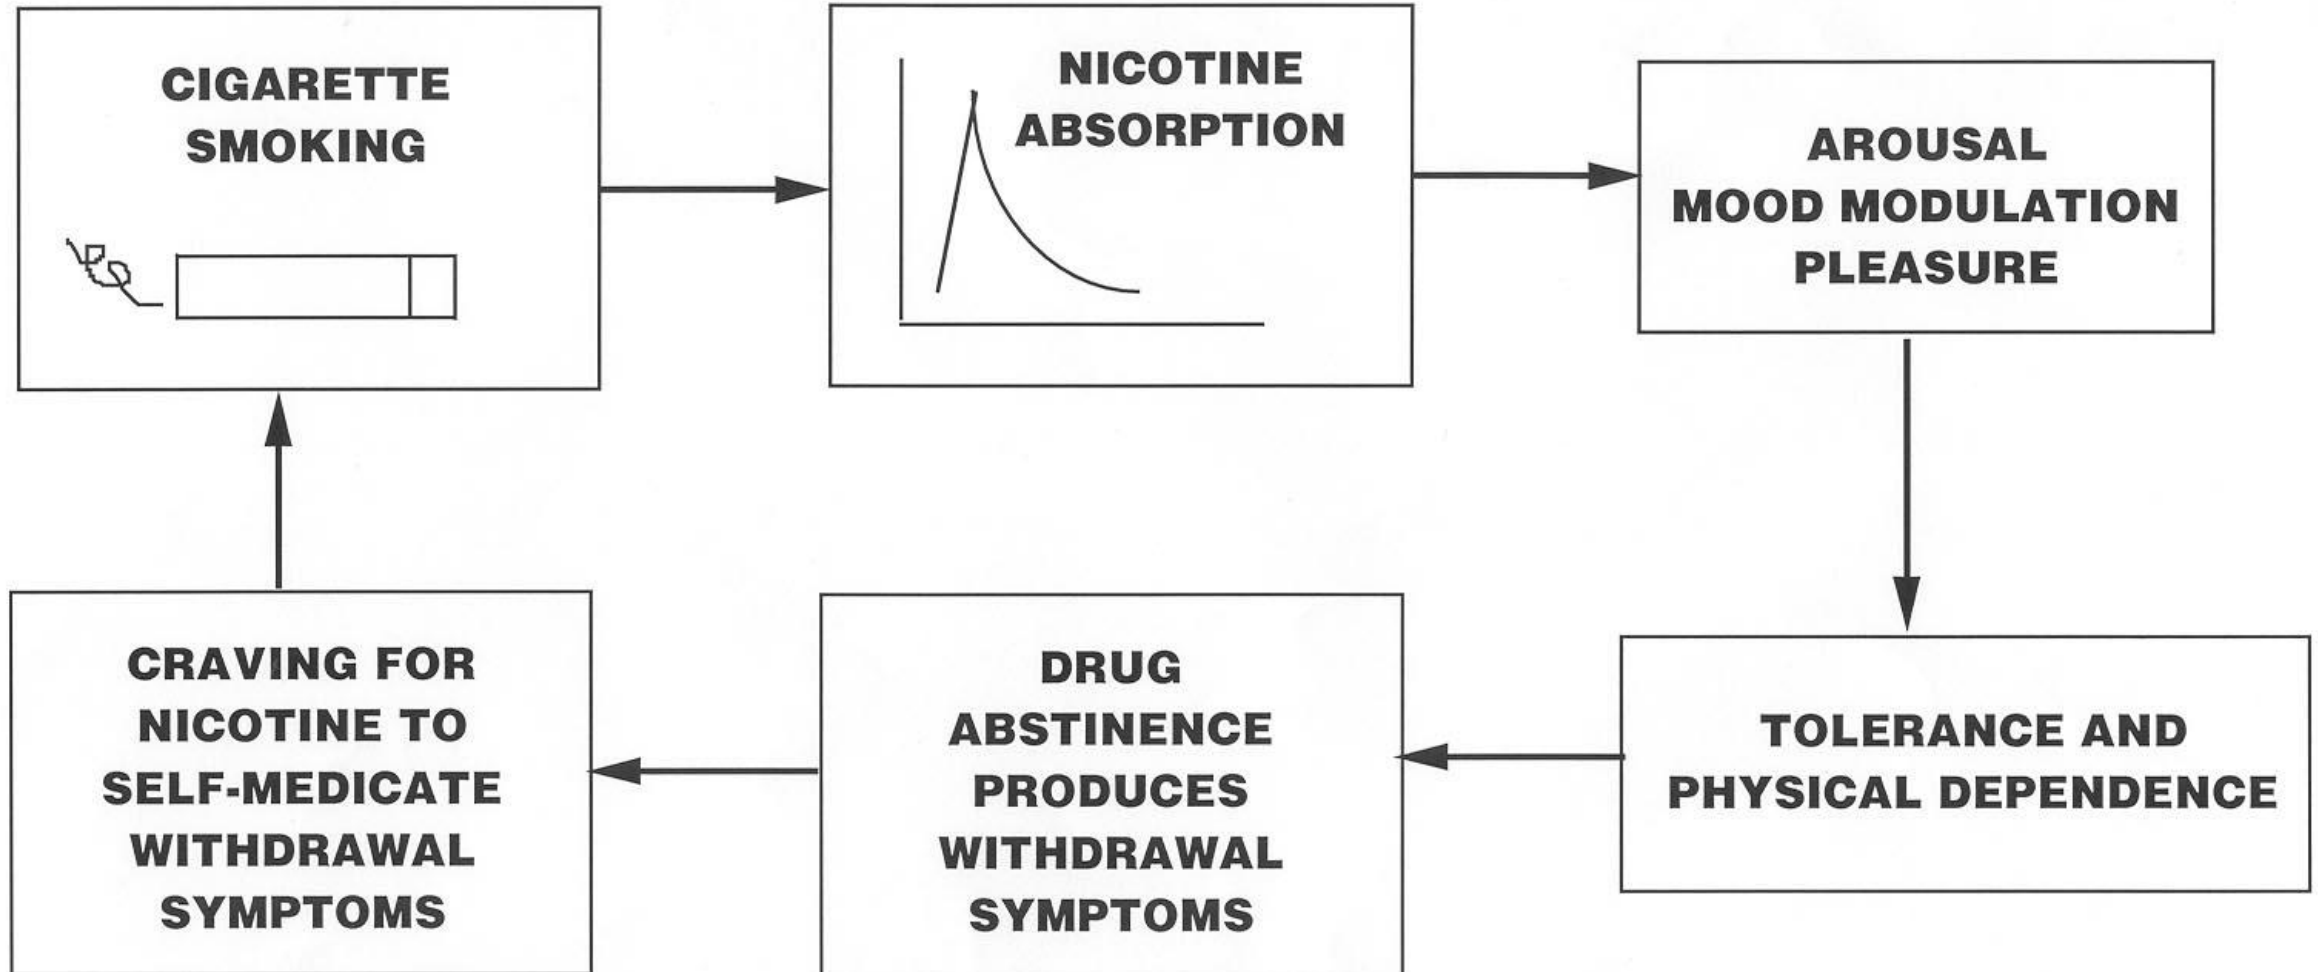 CIGARETTE
SMOKING
NICOTINE
ABSORPTION
AROUSAL
MOOD MODULATION
PLEASURE
CRAVING FOR
NICOTINE TO
SELF-MEDICATE
WITHDRAWAL
SYMPTOMS
DRUG
ABSTINENCE
PRODUCES
WITHDRAWAL
SYMPTOMS
TOLERANCE AND
PHYSICAL DEPENDENCE